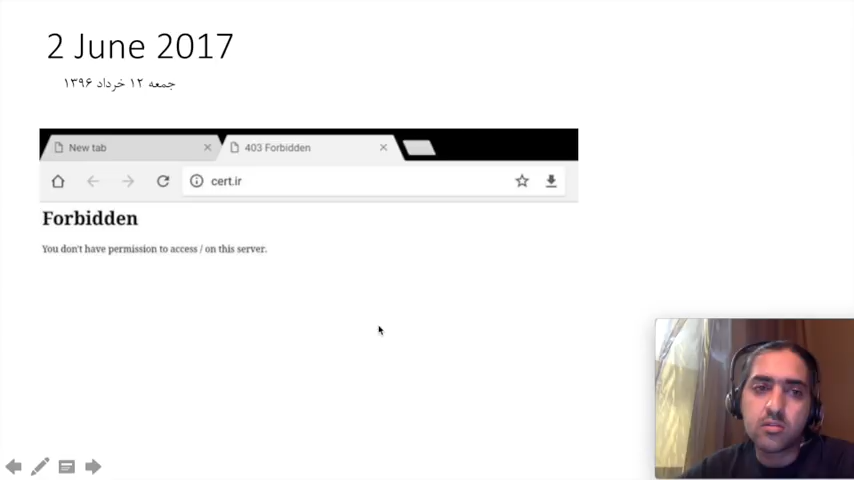 2 June 2017
جمعه ۱۲ خرداد ۱۳۹۶
New tab
403 Forbidden
cert.ir
Forbidden
You don't have permission to access / on this server.